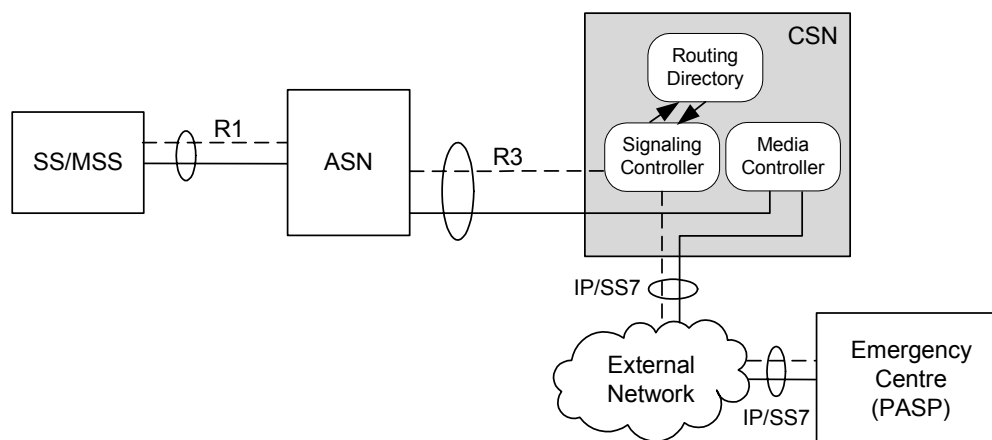 CSN
Routing
Directory
R1
SS/MSS
ASN
R3
Signaling
Controller
Media
Controller
IP/SS7
External
Network
IP/SS7
Emergency
Centre
(PASP)